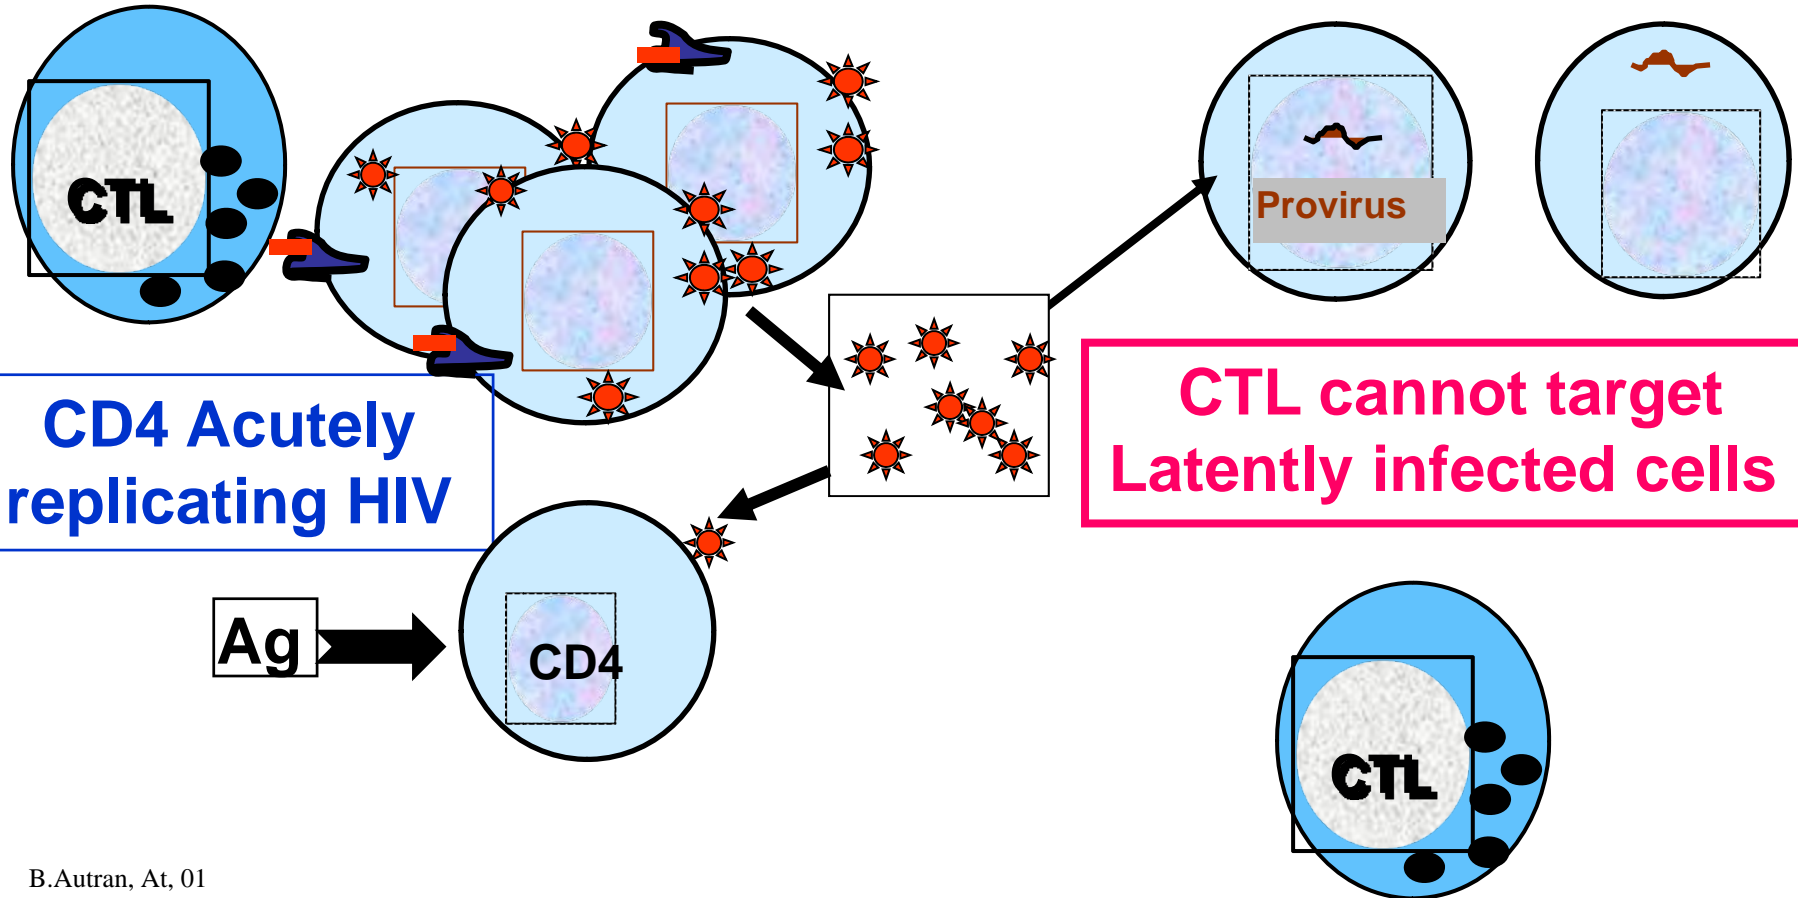 CTL
Provirus
CD4 Acutely
replicating HIV
CTL cannot target
Latently infected cells
Ag
CD4
CTL
B.Autran, At, 01